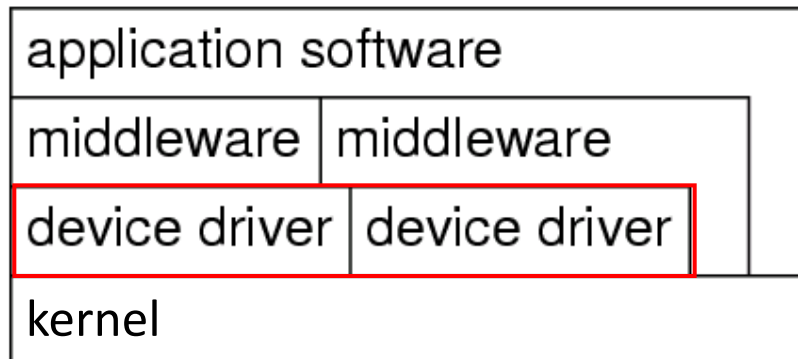 application software
middleware middleware
device driver device driver
kernel